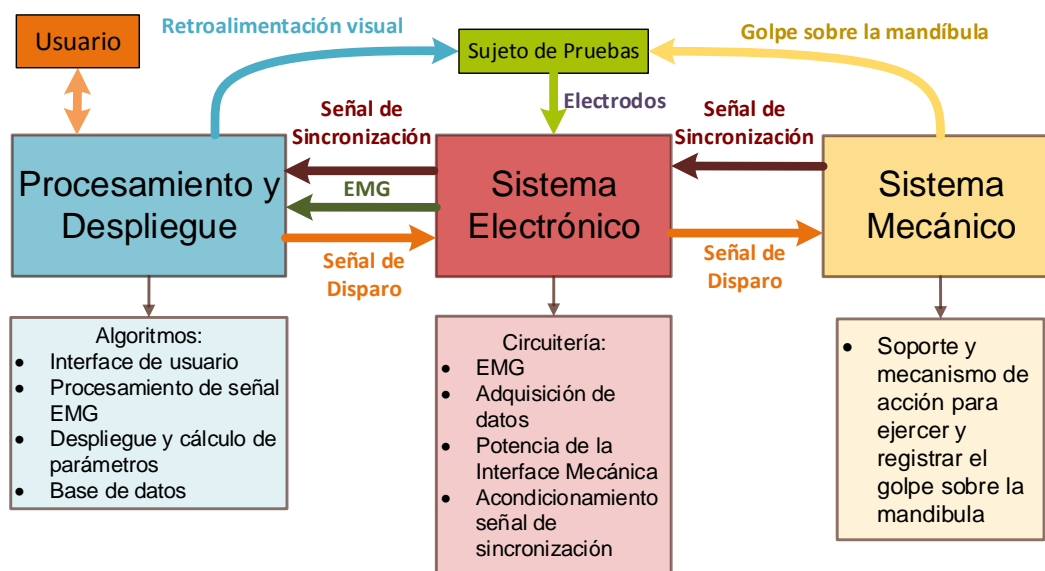 Usuario
Retroalimentación visual
Sujeto de Pruebas
Golpe sobre la mandíbula
Electrodos
Señal de
Sincronización
Señal de
Sincronización
Procesamiento y
Despliegue
EMG
Sistema
Electrónico
Sistema
Mecánico
Señal de
Disparo
Señal de
Disparo
Algoritmos:
• Interface de usuario
• Procesamiento de señal
EMG
• Despliegue y cálculo de
parámetros
• Base de datos
Circuitería:
• EMG
• Adquisición de
datos
• Potencia de la
Interface Mecánica
• Acondicionamiento
señal de
sincronización
• Soporte y
mecanismo de
acción para
ejercer y
registrar el
golpe sobre la
mandibula